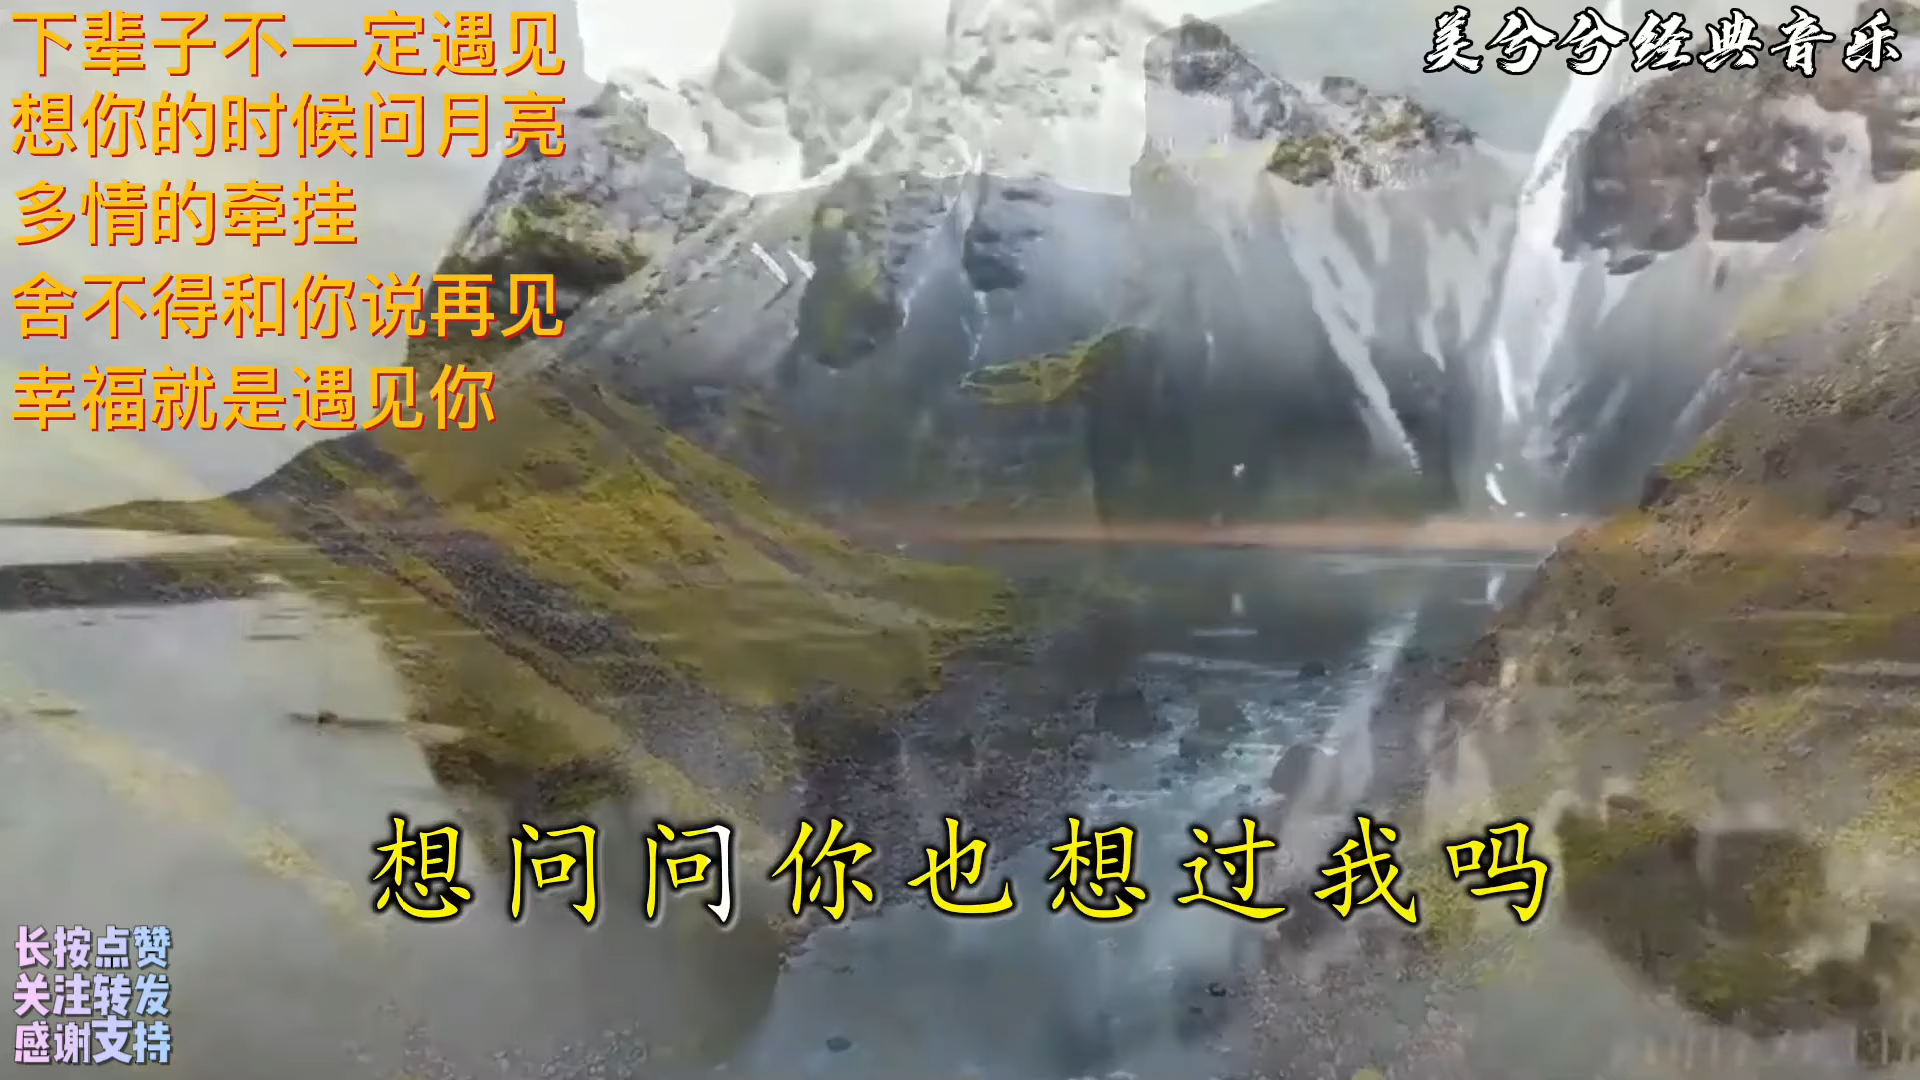 下辈子不一定遇见
想你的时候问月亮
多情的牵挂
舍不得和你说再见
幸福就是遇见你
美兮兮经典音乐
想问问你也想过我吗
长按点赞
关注转发
感谢支持